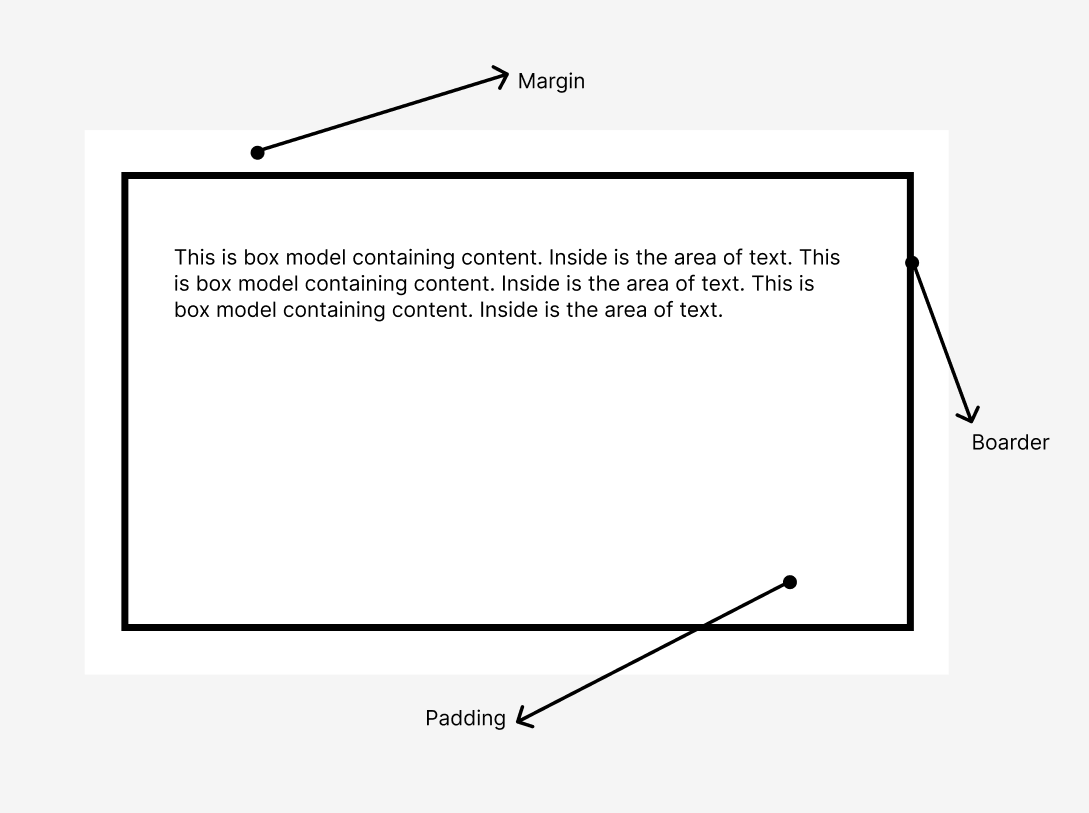 Margin
This is box model containing content. Inside is the area of text. This
is box model containing content. Inside is the area of text. This is
box model containing content. Inside is the area of text.
Boarder
Padding